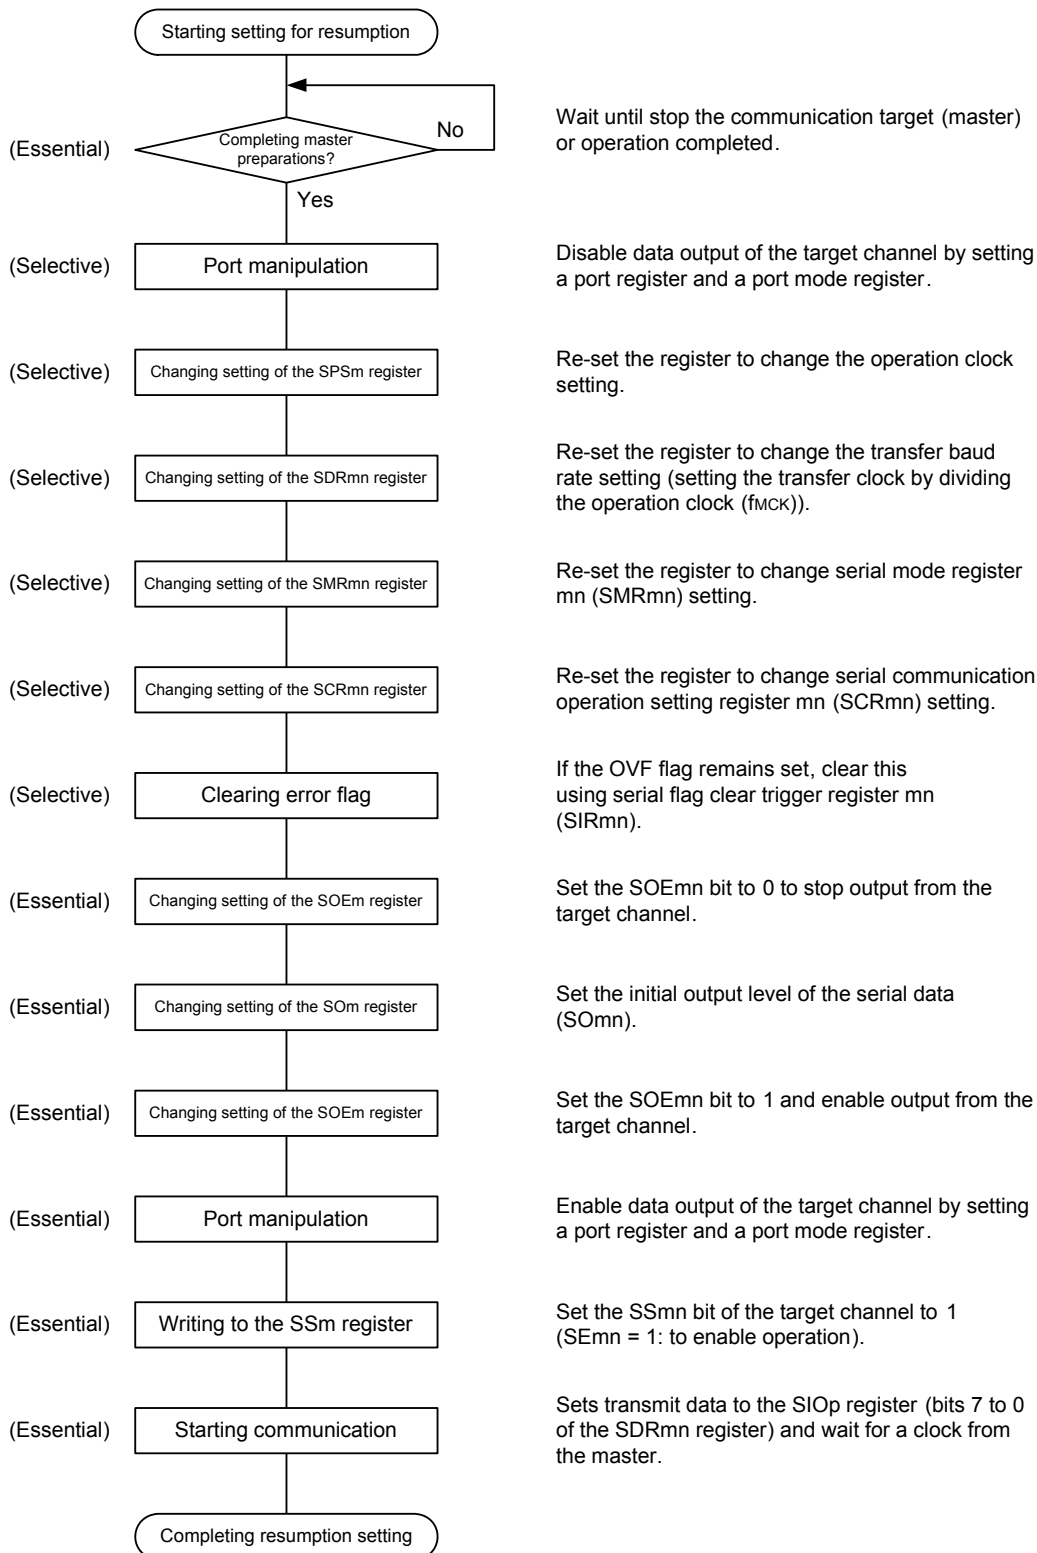 Starting setting for resumption
(Essential)
Completing master
preparations?
No
Yes
Wait until stop the communication target (master)
or operation completed.
(Selective)
Port manipulation
Disable data output of the target channel by setting
a port register and a port mode register.
(Selective)
Changing setting of the SPSm register
Re-set the register to change the operation clock
setting.
(Selective)
Changing setting of the SDRmn register
Re-set the register to change the transfer baud
rate setting (setting the transfer clock by dividing
the operation clock (fMCK)).
(Selective)
Changing setting of the SMRmn register
Re-set the register to change serial mode register
mn (SMRmn) setting.
(Selective)
Changing setting of the SCRmn register
Re-set the register to change serial communication
operation setting register mn (SCRmn) setting.
(Selective)
Clearing error flag
If the OVF flag remains set, clear this
using serial flag clear trigger register mn
(SIRmn).
(Essential)
Changing setting of the SOEm register
Set the SOEmn bit to 0 to stop output from the
target channel.
(Essential)
Changing setting of the SOm register
Set the initial output level of the serial data
(SOmn).
(Essential)
Changing setting of the SOEm register
Set the SOEmn bit to 1 and enable output from the
target channel.
(Essential)
Port manipulation
Enable data output of the target channel by setting
a port register and a port mode register.
(Essential)
Writing to the SSm register
Set the SSmn bit of the target channel to 1
(SEmn = 1: to enable operation).
(Essential)
Starting communication
Sets transmit data to the SIOp register (bits 7 to 0
of the SDRmn register) and wait for a clock from
the master.
Completing resumption setting